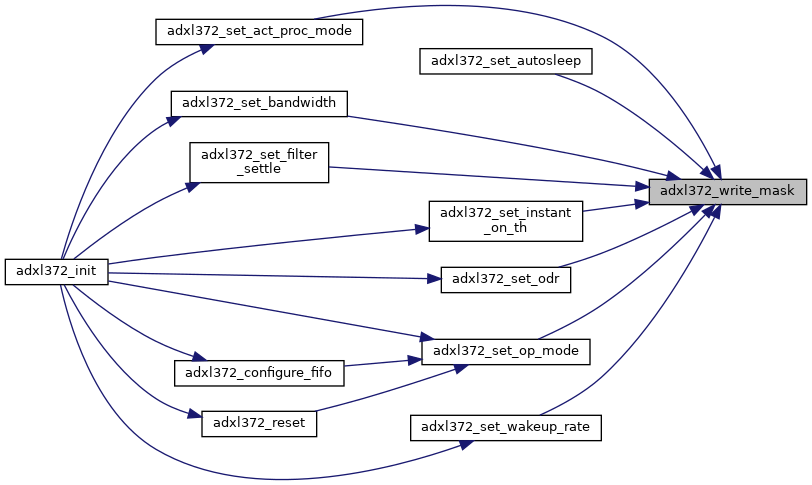 adxl372_set_act_proc_mode
adxl372_set_autosleep
adxl372_set_bandwidth
adxl372_set_filter
_settle
adxl372_write_mask
adxl372_set_instant
_on_th
adxl372_init
adxl372_set_odr
adxl372_set_op_mode
adxl372_configure_fifo
adxl372_reset
adxl372_set_wakeup_rate